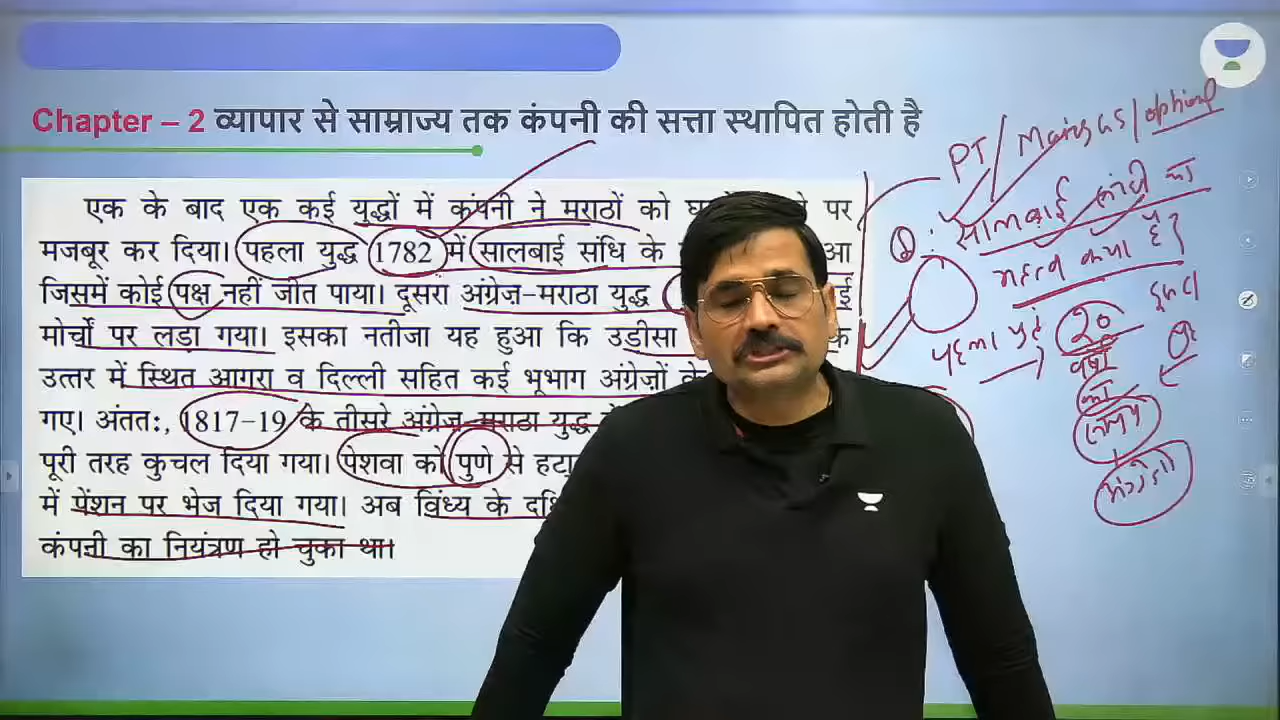 Chapter – 2 व्यापार से साम्राज्य तक कंपनी की सत्ता स्थापित होती है
एक के बाद एक कई युद्धों में कंपनी ने मराठों को पर
मजबूर कर दिया। पहला युद्ध 1782 में सालबाई संधि के
जिसमें कोई पक्ष नहीं जीत पाया। दूसरा अंग्रेज–मराठा युद्ध
मोर्चों पर लड़ा गया। इसका नतीजा यह हुआ कि उड़ीसा
उत्तर में स्थित आगरा व दिल्ली सहित कई भूभाग अंग्रेज़ों
गए। अंततः, 1817–19 के तीसरे अंग्रेज–मराठा युद्ध
पूरी तरह कुचल दिया गया। पेशवा को पुणे से
में पेंशन पर भेज दिया गया। अब विंध्य के
कंपनी का नियंत्रण हो चुका था।
PT / Mains GS / optional
Q: सालबाई संधी का
महत्व क्या है?
20
वर्ष
का